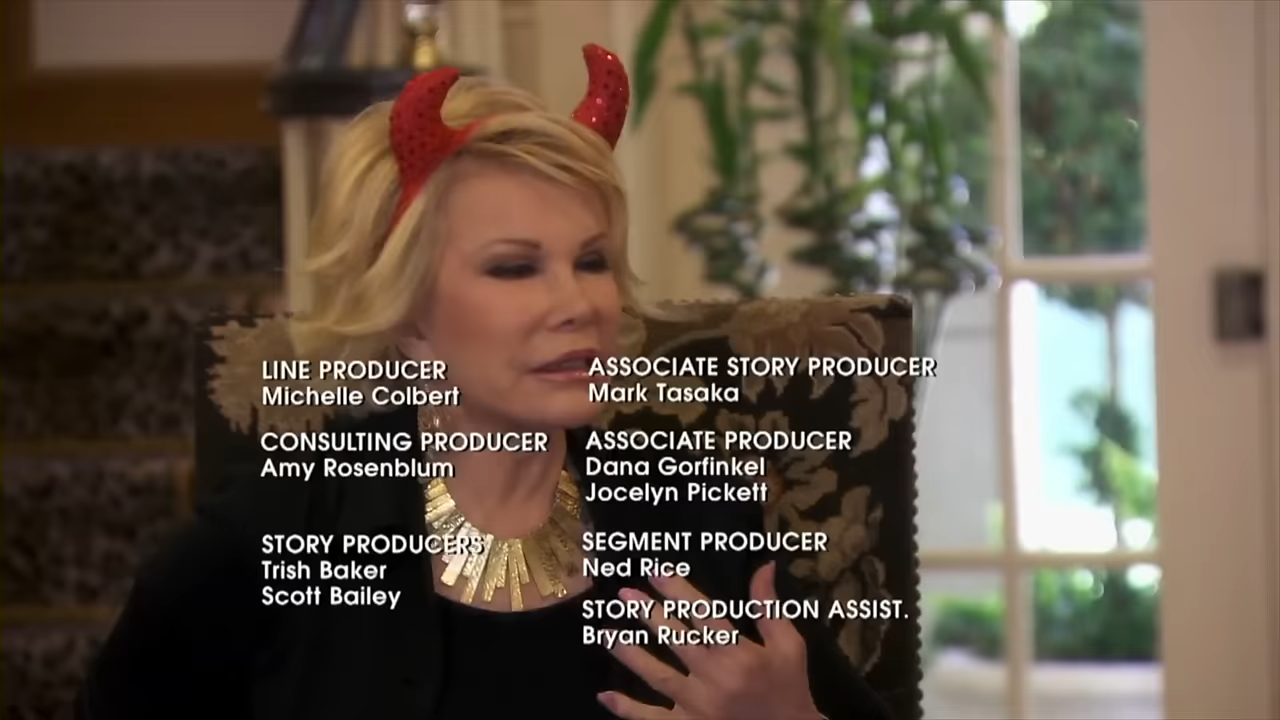 LINE PRODUCER
Michelle Colbert
CONSULTING PRODUCER
Amy Rosenblum
STORY PRODUCERS
Trish Baker
Scott Bailey
ASSOCIATE STORY PRODUCER
Mark Tasaka
ASSOCIATE PRODUCER
Dana Gorfinkel
Jocelyn Pickett
SEGMENT PRODUCER
Ned Rice
STORY PRODUCTION ASSIST.
Bryan Rucker